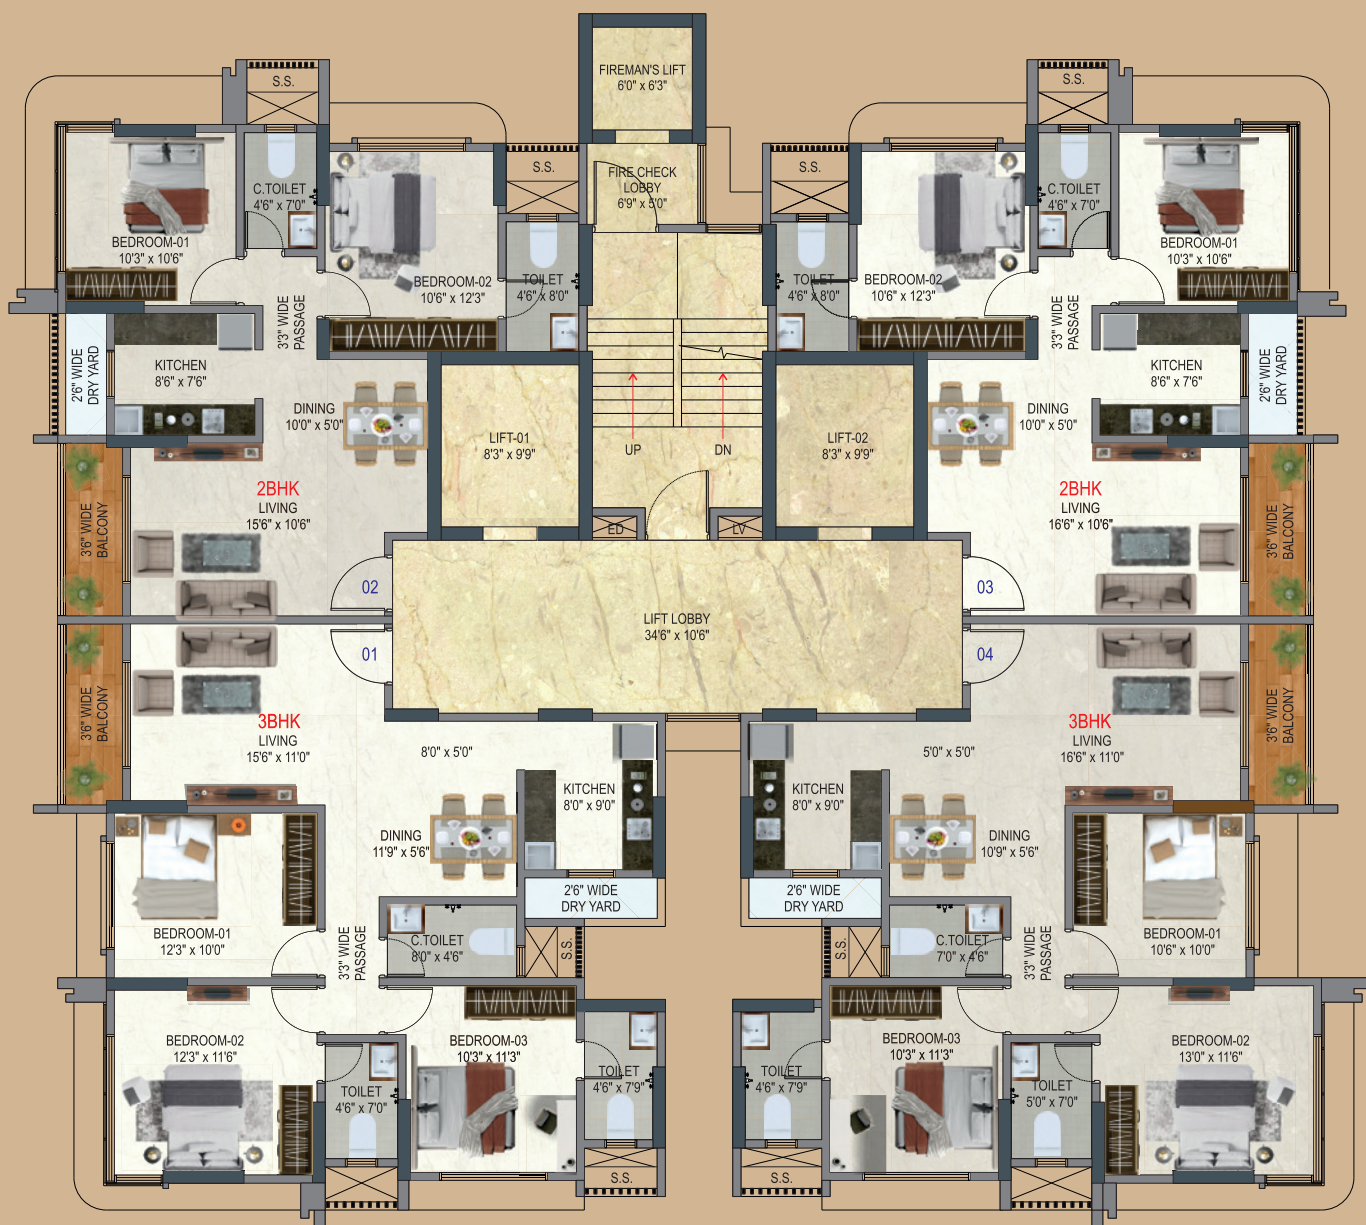 FIREMAN'S LIFT
6'0" x 6'3"
S.S.
S.S.
S.S.
FIRE CHECK
LOBBY
6'9" x 5'0"
S.S.
C.TOILET
4'6" x 7'0"
C.TOILET
4'6" x 7'0"
BEDROOM-01
10'3" x 10'6"
BEDROOM-02
10'6" x 12'3"
TOILET
4'6" x 8'0"
TOILET
4'6" x 8'0"
BEDROOM-02
10'6" x 12'3"
BEDROOM-01
10'3" x 10'6"
3'3" WIDE
PASSAGE
3'3" WIDE
PASSAGE
2'6" WIDE
DRY YARD
KITCHEN
8'6" x 7'6"
KITCHEN
8'6" x 7'6"
2'6" WIDE
DRY YARD
DINING
10'0" x 5'0"
DINING
10'0" x 5'0"
LIFT-01
8'3" x 9'9"
UP
DN
LIFT-02
8'3" x 9'9"
2BHK
LIVING
15'6" x 10'6"
2BHK
LIVING
16'6" x 10'6"
3'6" WIDE
BALCONY
3'6" WIDE
BALCONY
ED
LV
02
03
LIFT LOBBY
34'6" x 10'6"
01
04
3'6" WIDE
BALCONY
3'6" WIDE
BALCONY
3BHK
LIVING
15'6" x 11'0"
3BHK
LIVING
16'6" x 11'0"
8'0" x 5'0"
5'0" x 5'0"
KITCHEN
8'0" x 9'0"
KITCHEN
8'0" x 9'0"
DINING
11'9" x 5'6"
DINING
10'9" x 5'6"
2'6" WIDE
DRY YARD
2'6" WIDE
DRY YARD
BEDROOM-01
12'3" x 10'0"
3'3" WIDE
PASSAGE
C.TOILET
8'0" x 4'6"
S.S.
S.S.
C.TOILET
7'0" x 4'6"
3'3" WIDE
PASSAGE
BEDROOM-01
10'6" x 10'0"
BEDROOM-02
12'3" x 11'6"
BEDROOM-03
10'3" x 11'3"
BEDROOM-03
10'3" x 11'3"
BEDROOM-02
13'0" x 11'6"
TOILET
4'6" x 7'0"
TOILET
4'6" x 7'9"
TOILET
4'6" x 7'9"
TOILET
5'0" x 7'0"
S.S.
S.S.